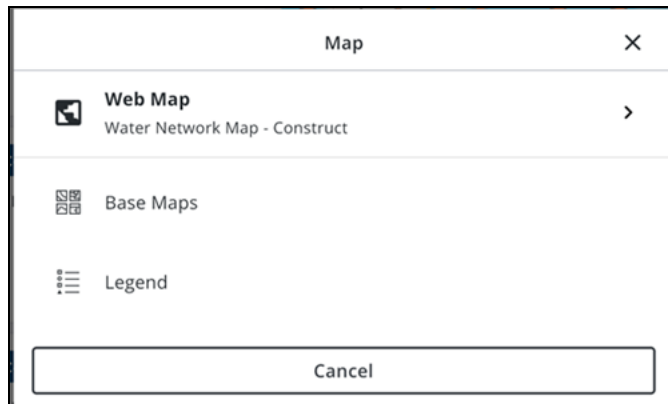 Map
Web Map
Water Network Map - Construct
Base Maps
Legend
Cancel